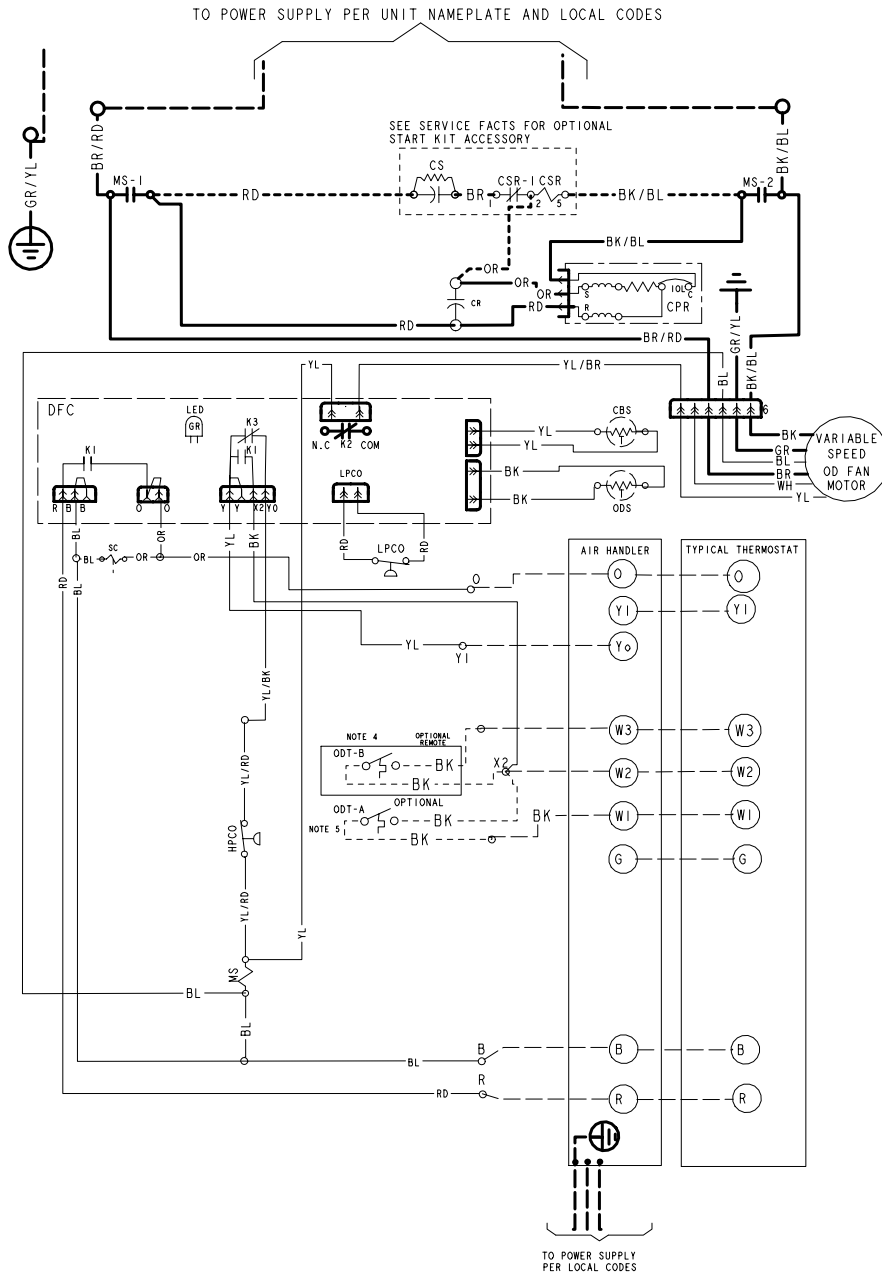 TO POWER SUPPLY PER UNIT NAMEPLATE AND LOCAL CODES
SEE SERVICE FACTS FOR OPTIONAL
START KIT ACCESSORY
BR/RD
BK/BL
GR/YL
MS-1
RD
CS
BR
CSR-1 CSR
1
2
5
BK/BL
MS-2
BK/BL
OR
OR
OR
CR
RD
RD
S
R
IOL
C
CPR
BR/RD
GR/YL
BK/BL
BL
YL
YL/BR
6
DFC
LED
GR
K3
K1
K1
N.C K2 COM
LPCO
CBS
YL
YL
BK
BK
ODS
BK
GR
BL
BR
WH
YL
VARIABLE
SPEED
OD FAN
MOTOR
R B B
O O
Y Y X2 YO
BL
OR
YL
BK
RD
RD
BL
SC
OR
OR
LPCO
RD
BL
O
AIR HANDLER
TYPICAL THERMOSTAT
O
O
Y1
Y1
YL
Y1
Yo
YL/BK
NOTE 4
OPTIONAL
REMOTE
W3
W3
ODT-B
BK
X2
W2
W2
BK
YL/RD
ODT-A
OPTIONAL
BK
BK
W1
W1
NOTE 5
BK
HPCO
G
G
YL/RD
YL
MS
BL
BL
B
BL
B
B
R
RD
R
R
TO POWER SUPPLY
PER LOCAL CODES